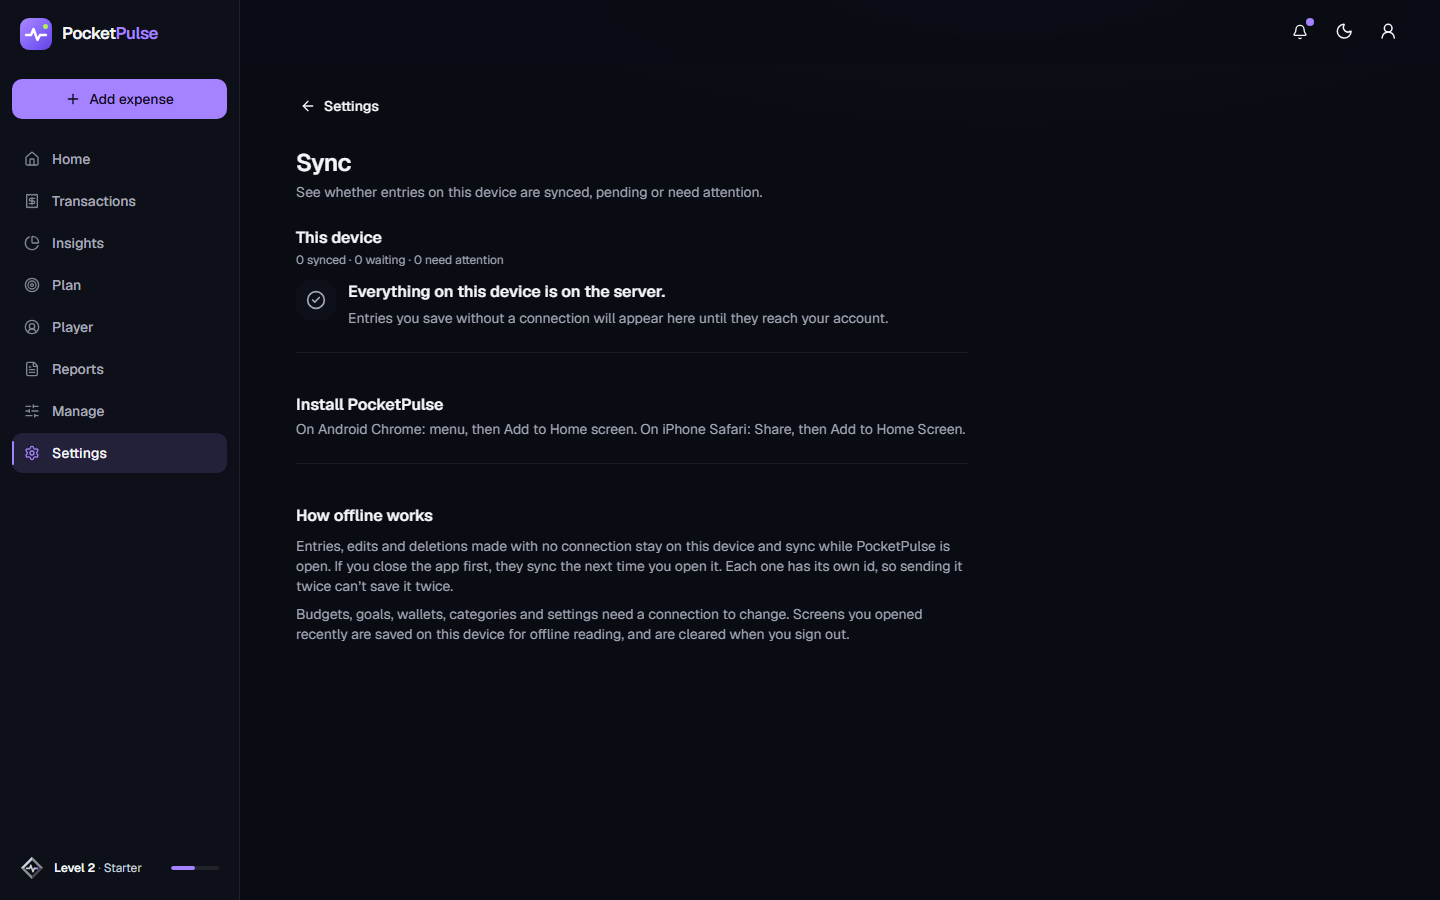 PocketPulse
Add expense
Home
Transactions
Insights
Plan
Player
Reports
Manage
Settings
Level 2 · Starter
Settings
Sync
See whether entries on this device are synced, pending or need attention.
This device
0 synced · 0 waiting · 0 need attention
Everything on this device is on the server.
Entries you save without a connection will appear here until they reach your account.
Install PocketPulse
On Android Chrome: menu, then Add to Home screen. On iPhone Safari: Share, then Add to Home Screen.
How offline works
Entries, edits and deletions made with no connection stay on this device and sync while PocketPulse is
open. If you close the app first, they sync the next time you open it. Each one has its own id, so sending it
twice can’t save it twice.
Budgets, goals, wallets, categories and settings need a connection to change. Screens you opened
recently are saved on this device for offline reading, and are cleared when you sign out.